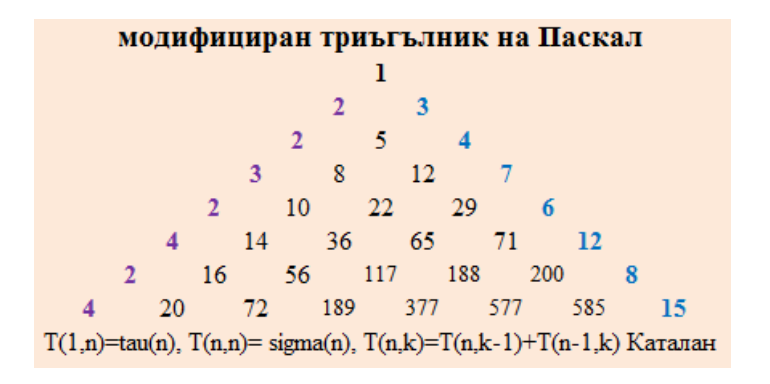 модифициран триъгълник на Паскал
1
2 3
2 5 4
3 8 12 7
2 10 22 29 6
4 14 36 65 71 12
2 16 56 117 188 200 8
4 20 72 189 377 577 585 15
T(1,n)=tau(n), T(n,n)= sigma(n), T(n,k)=T(n,k-1)+T(n-1,k) Каталан